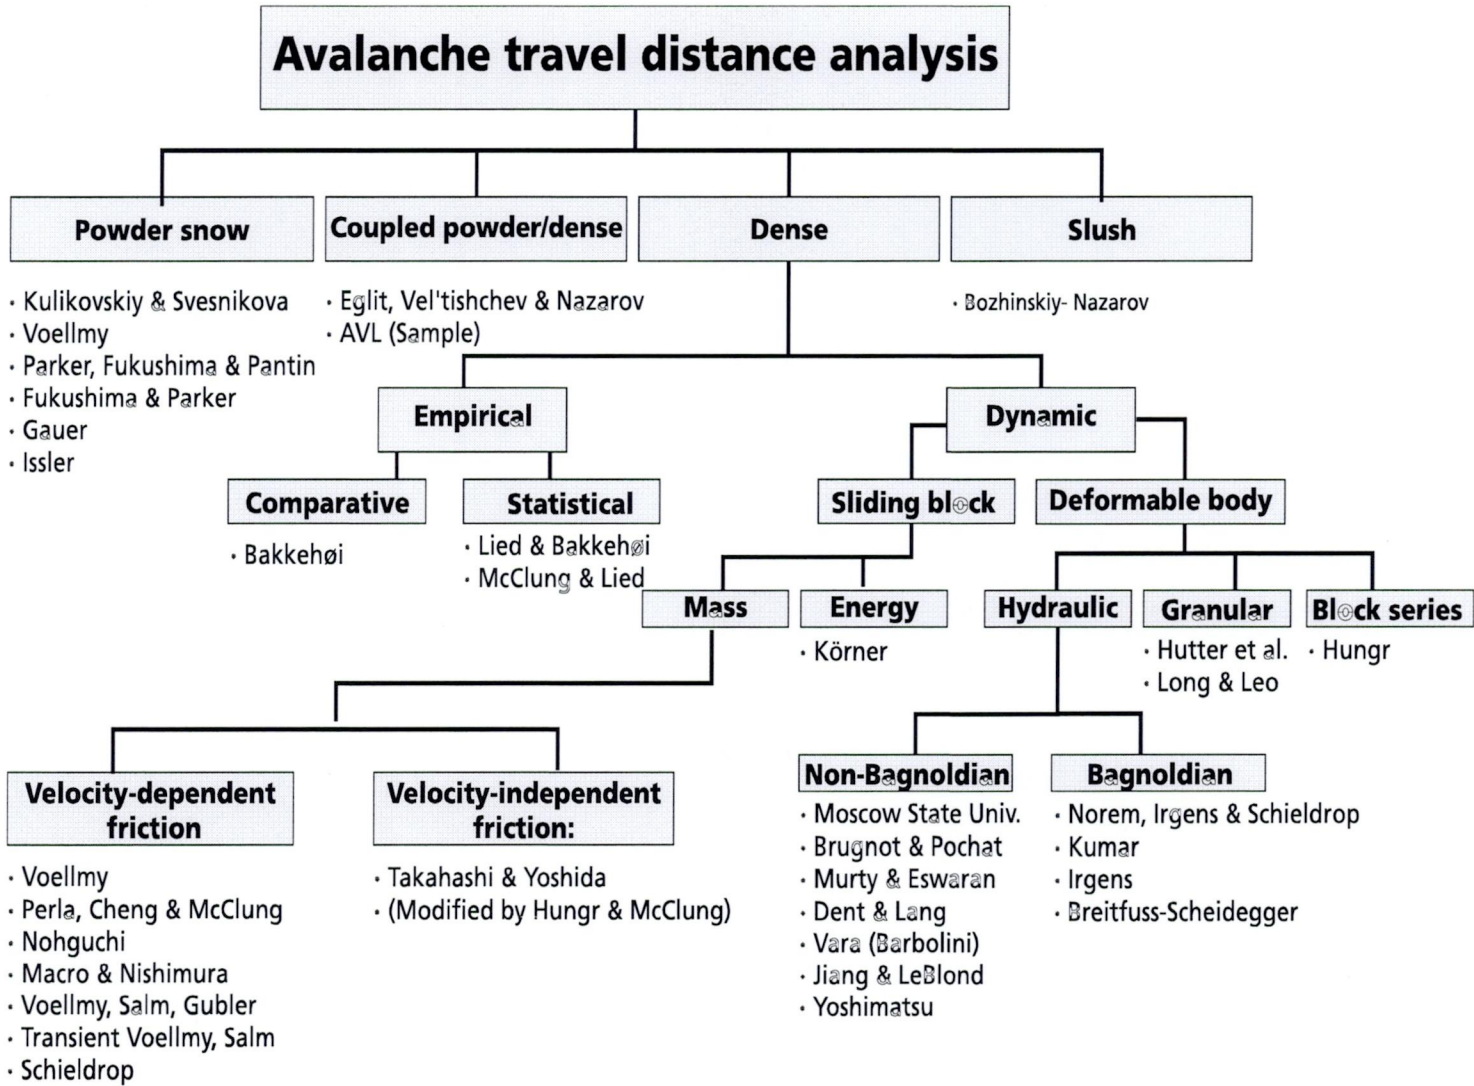 Avalanche travel distance analysis
Powder snow
· Kulikovskiy & Svesnikova
· Voellmy
· Parker, Fukushima & Pantin
· Fukushima & Parker
· Gauer
· Issler
Coupled powder/dense
· Eglit, Vel'tishchev & Nazarov
· AVL (Sample)
Dense
Slush
· Bozhinskiy- Nazarov
Empirical
Dynamic
Comparative
· Bakkehøi
Statistical
· Lied & Bakkehøi
· McClung & Lied
Sliding block
Deformable body
Mass
Energy
· Körner
Hydraulic
Granular
· Hutter et al.
· Long & Leo
Block series
· Hungr
Velocity-dependent
friction
· Voellmy
· Perla, Cheng & McClung
· Nohguchi
· Macro & Nishimura
· Voellmy, Salm, Gubler
· Transient Voellmy, Salm
· Schieldrop
Velocity-independent
friction:
· Takahashi & Yoshida
· (Modified by Hungr & McClung)
Non-Bagnoldian
· Moscow State Univ.
· Brugnot & Pochat
· Murty & Eswaran
· Dent & Lang
· Vara (Barbolini)
· Jiang & LeBlond
· Yoshimatsu
Bagnoldian
· Norem, Irgens & Schieldrop
· Kumar
· Irgens
· Breitfuss-Scheidegger